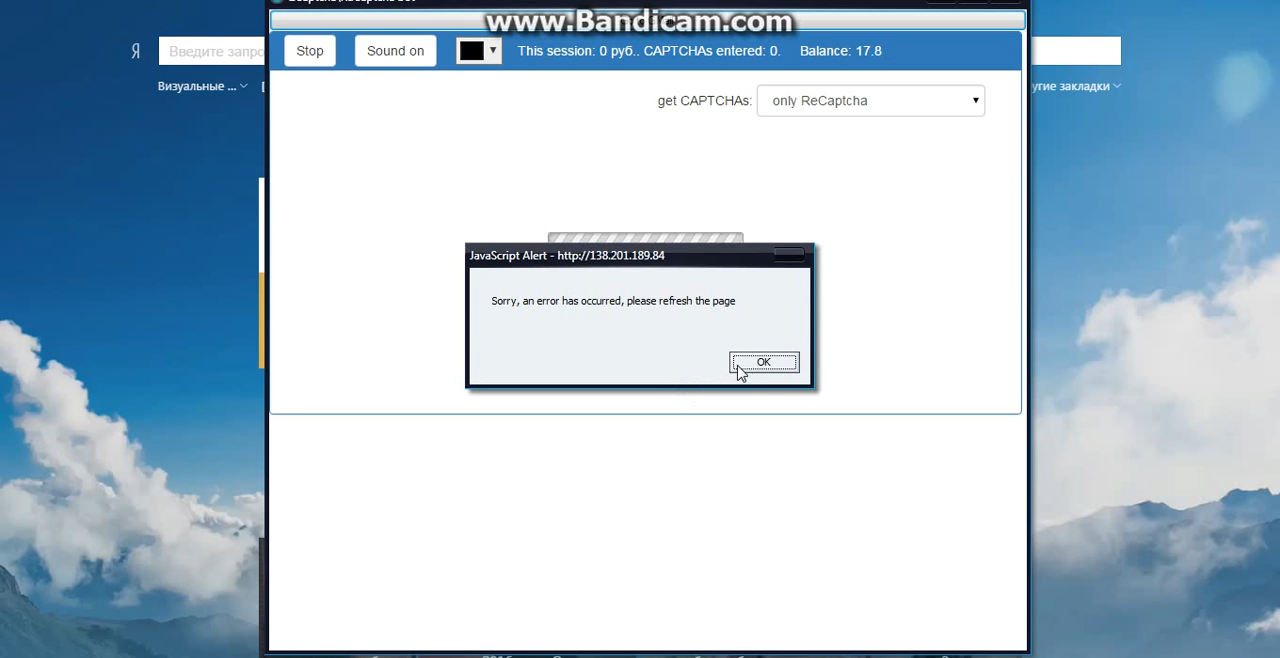 www.Bandicam.com
Я
Введите запро
Stop
Sound on
This session: 0 руб.. CAPTCHAs entered: 0.
Balance: 17.8
Визуальные ...
угие закладки
get CAPTCHAs:
only ReCaptcha
JavaScript Alert - http://138.201.189.84
Sorry, an error has occurred, please refresh the page
OK